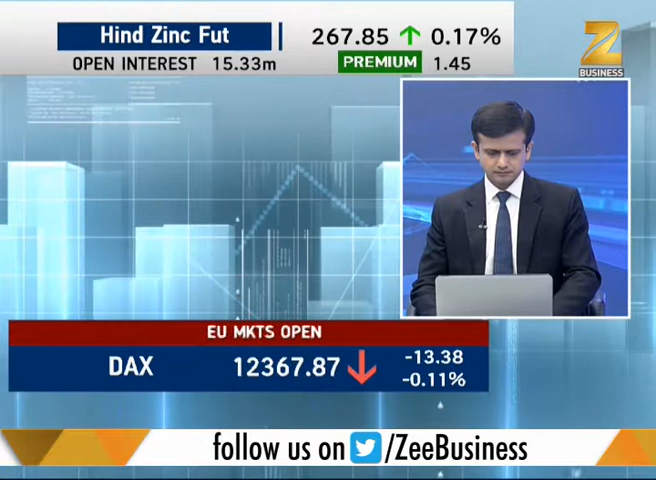 Hind Zinc Fut
267.85 0.17%
OPEN INTEREST 15.33m
PREMIUM 1.45
Z
BUSINESS
EU MKTS OPEN
DAX
12367.87
-13.38
-0.11%
follow us on /ZeeBusiness